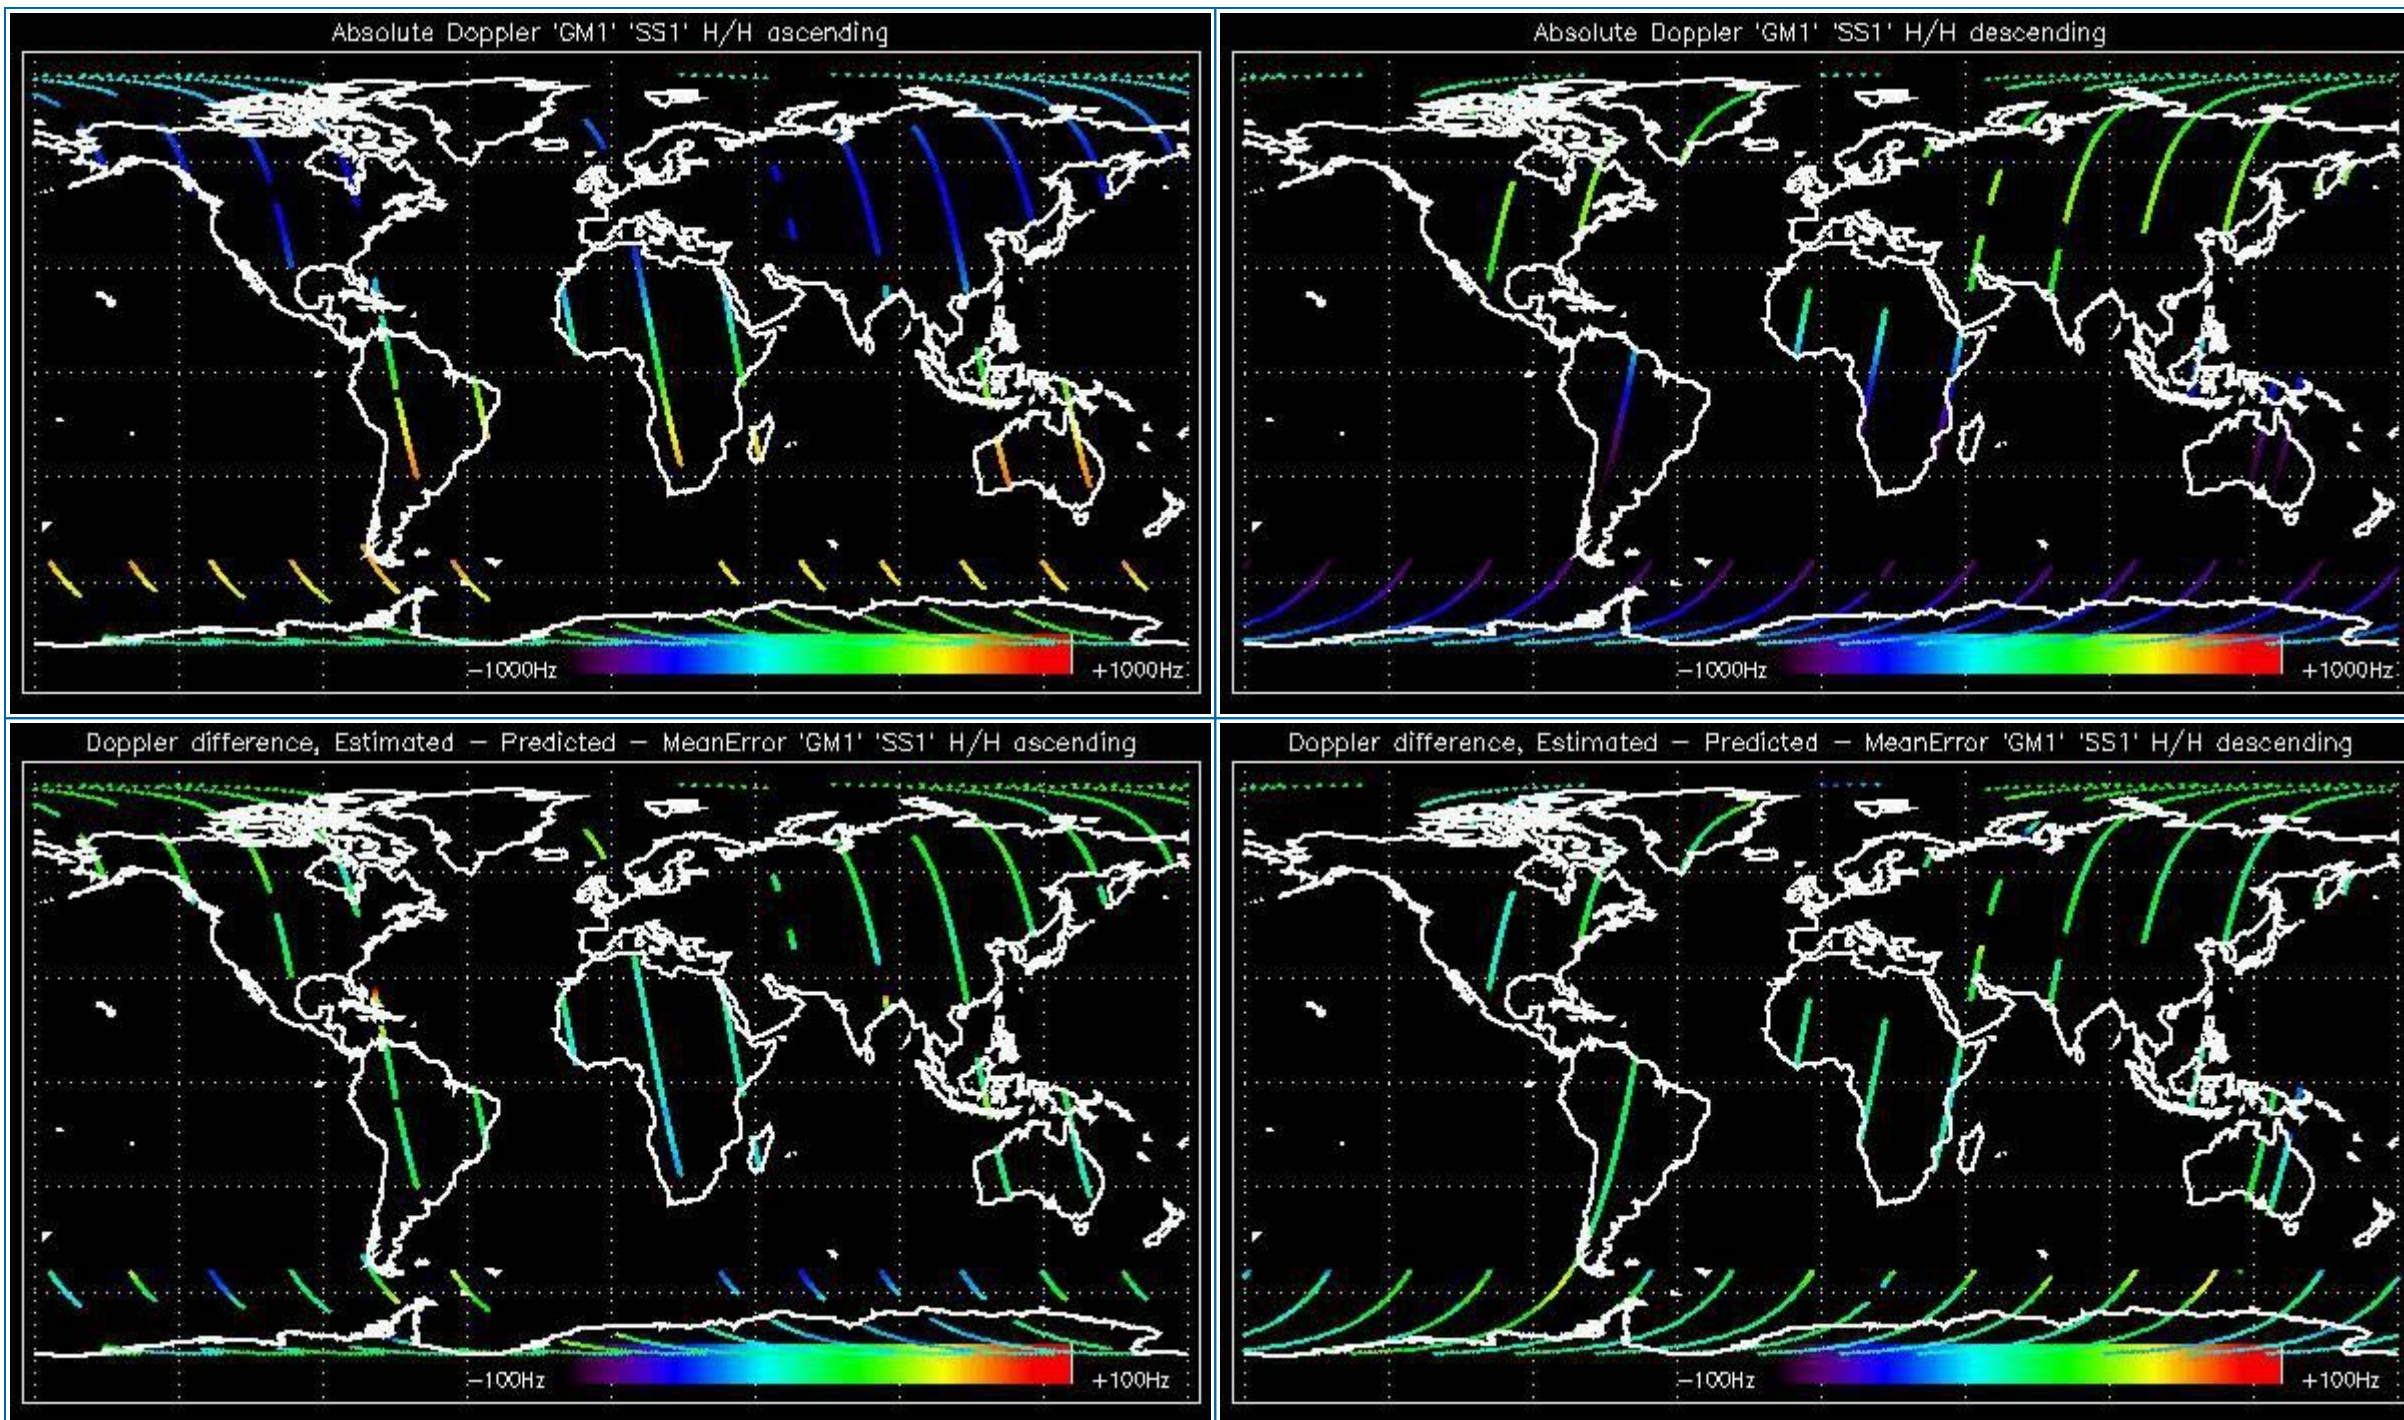 Absolute Doppler 'GM1' 'SS1' H/H ascending
-1000Hz
+1000Hz
Absolute Doppler 'GM1' 'SS1' H/H descending
-1000Hz
+1000Hz
Doppler difference, Estimated - Predicted - MeanError 'GM1' 'SS1' H/H ascending
-100Hz
+100Hz
Doppler difference, Estimated - Predicted - MeanError 'GM1' 'SS1' H/H descending
-100Hz
+100Hz